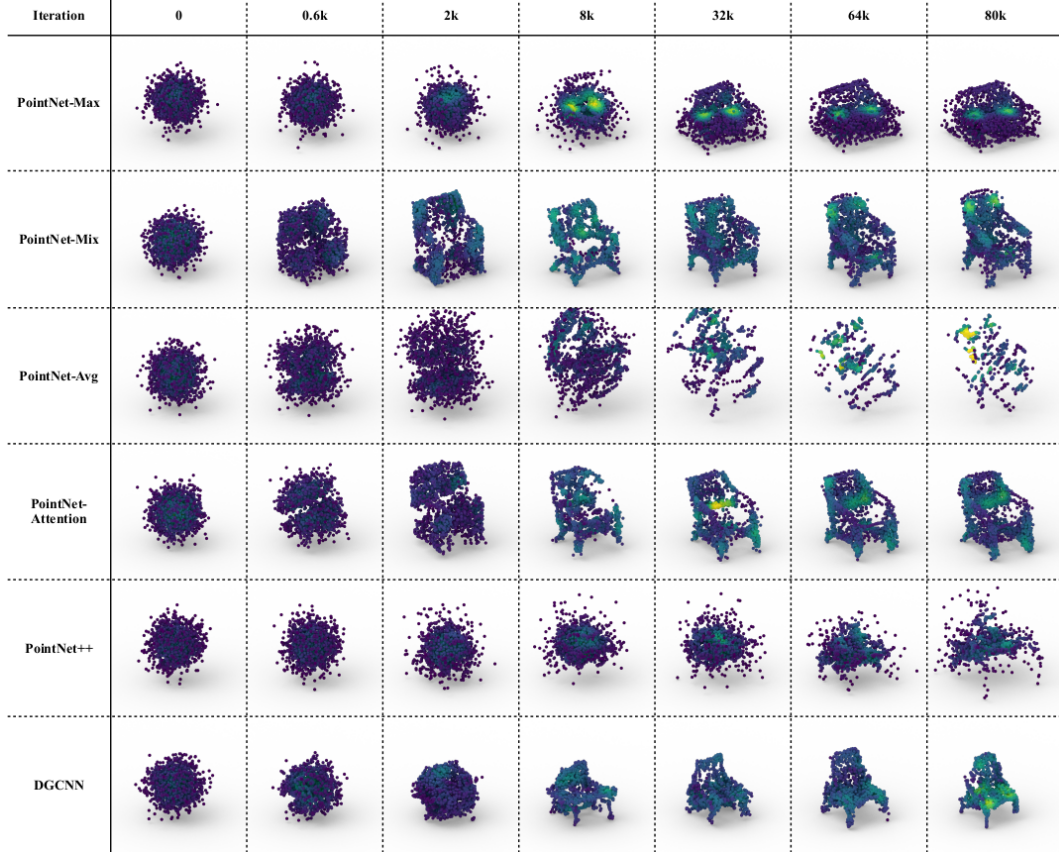 Iteration 0 0.6k 2k 8k 32k 64k 80k
PointNet-Max
PointNet-Mix
PointNet-Avg
PointNet-
Attention
PointNet++
DGCNN